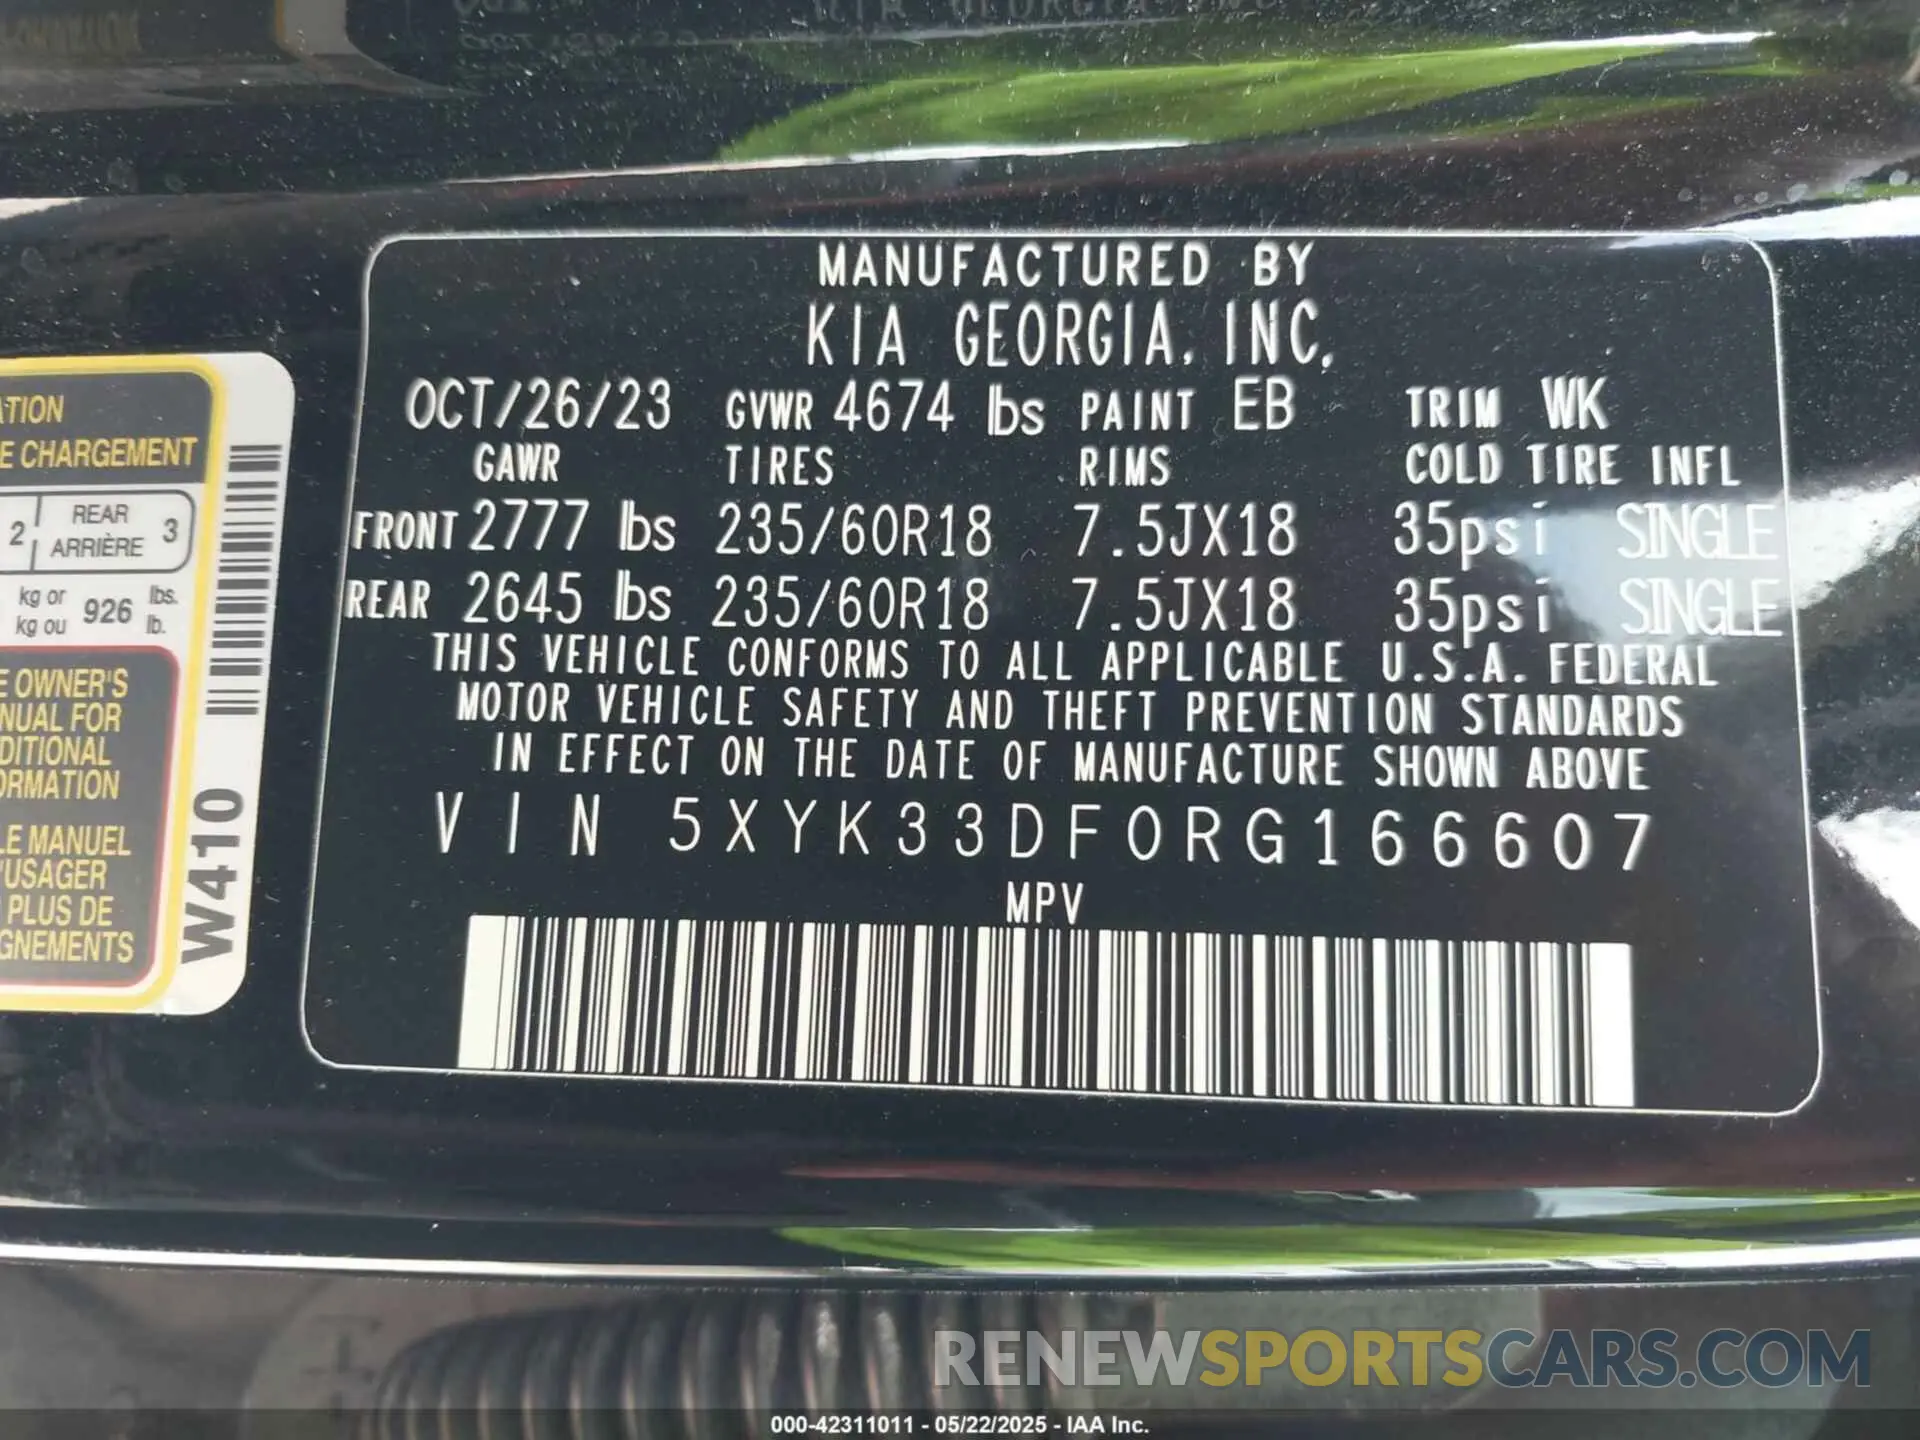 MANUFACTURED BY
KIA GEORGIA, INC.
OCT/26/23 GVWR 4674 lbs PAINT EB TRIM WK
GAWR TIRES RIMS COLD TIRE INFL
FRONT 2777 lbs 235/60R18 7.5JX18 35psi SINGLE
REAR 2645 lbs 235/60R18 7.5JX18 35psi SINGLE
THIS VEHICLE CONFORMS TO ALL APPLICABLE U.S.A. FEDERAL
MOTOR VEHICLE SAFETY AND THEFT PREVENTION STANDARDS
IN EFFECT ON THE DATE OF MANUFACTURE SHOWN ABOVE
VIN 5XYK33DF0RG166607
MPV
ATION
E CHARGEMENT
2 REAR 3
ARRIÈRE
kg or 926 lbs.
kg ou lb.
E OWNER'S
NUAL FOR
DITIONAL
ORMATION
LE MANUEL
'USAGER
PLUS DE
GNEMENTS
W410
RENEWSPORTSCARS.COM
000-42311011 - 05/22/2025 - IAA Inc.